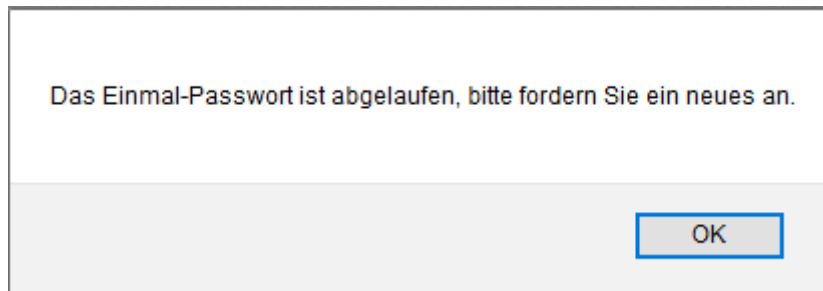 Das Einmal-Passwort ist abgelaufen, bitte fordern Sie ein neues an.
OK